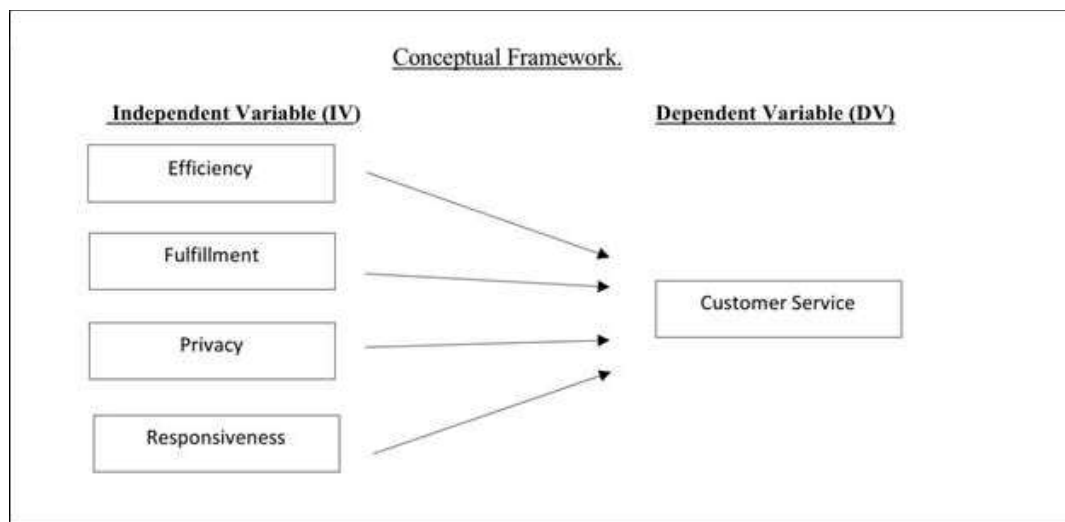 Conceptual Framework.
Independent Variable (IV)
Dependent Variable (DV)
Efficiency
Fulfillment
Customer Service
Privacy
Responsiveness